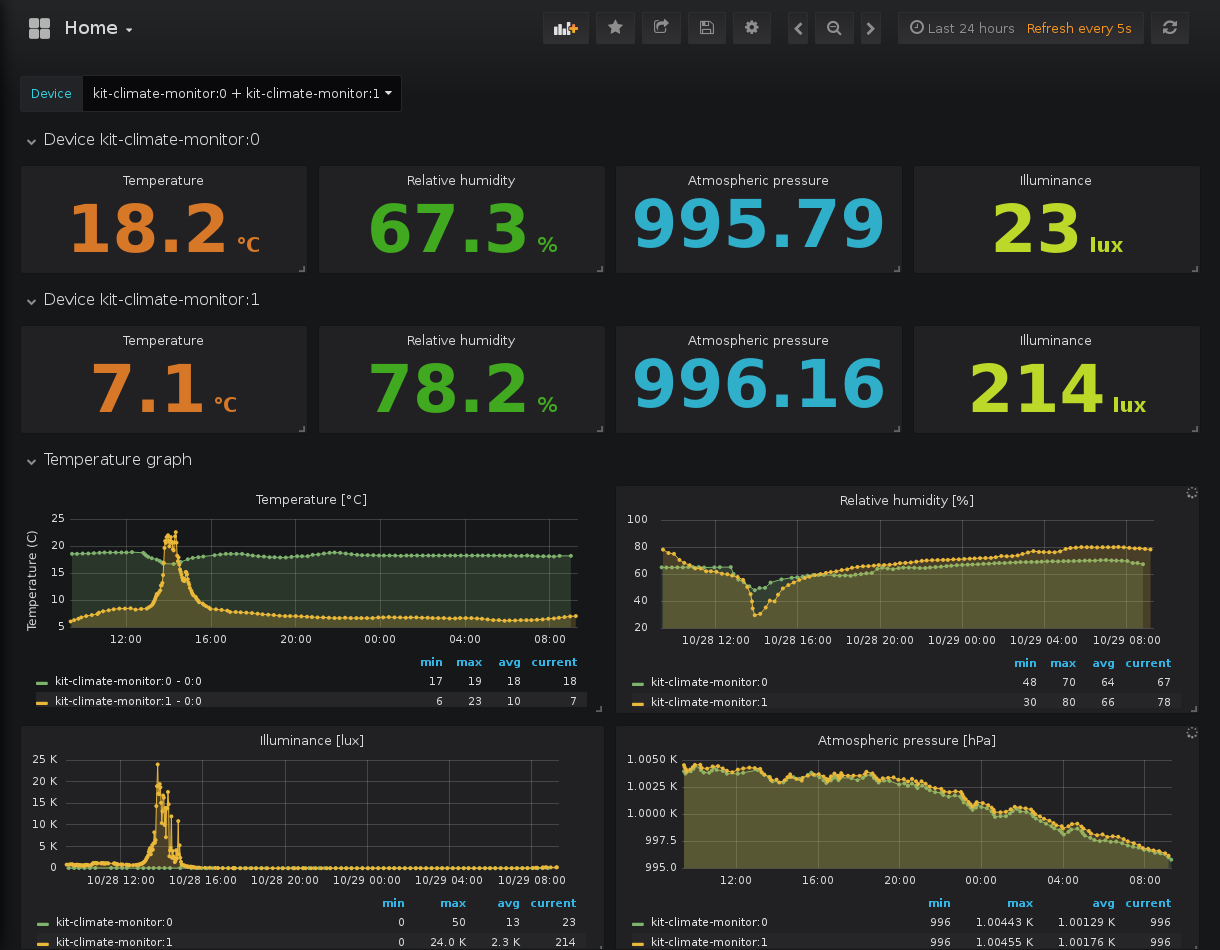 Home
Last 24 hours Refresh every 5s
Device kit-climate-monitor:0 + kit-climate-monitor:1
Device kit-climate-monitor:0
Temperature Relative humidity Atmospheric pressure Illuminance
18.2 °C 67.3 % 995.79 23 lux
Device kit-climate-monitor:1
Temperature Relative humidity Atmospheric pressure Illuminance
7.1 °C 78.2 % 996.16 214 lux
Temperature graph
Temperature [°C]
Temperature (C)
25
20
15
10
5
12:00 16:00 20:00 00:00 04:00 08:00
min max avg current
kit-climate-monitor:0 - 0:0 17 19 18 18
kit-climate-monitor:1 - 0:0 6 23 10 7
Relative humidity [%]
100
80
60
40
20
10/28 12:00 10/28 16:00 10/28 20:00 10/29 00:00 10/29 04:00 10/29 08:00
min max avg current
kit-climate-monitor:0 48 70 64 67
kit-climate-monitor:1 30 80 66 78
Illuminance [lux]
25 K
20 K
15 K
10 K
5 K
0
10/28 12:00 10/28 16:00 10/28 20:00 10/29 00:00 10/29 04:00 10/29 08:00
min max avg current
kit-climate-monitor:0 0 50 13 23
kit-climate-monitor:1 0 24.0 K 2.3 K 214
Atmospheric pressure [hPa]
1.0050 K
1.0025 K
1.0000 K
997.5
995.0
12:00 16:00 20:00 00:00 04:00 08:00
min max avg current
kit-climate-monitor:0 996 1.00443 K 1.00129 K 996
kit-climate-monitor:1 996 1.00455 K 1.00176 K 996